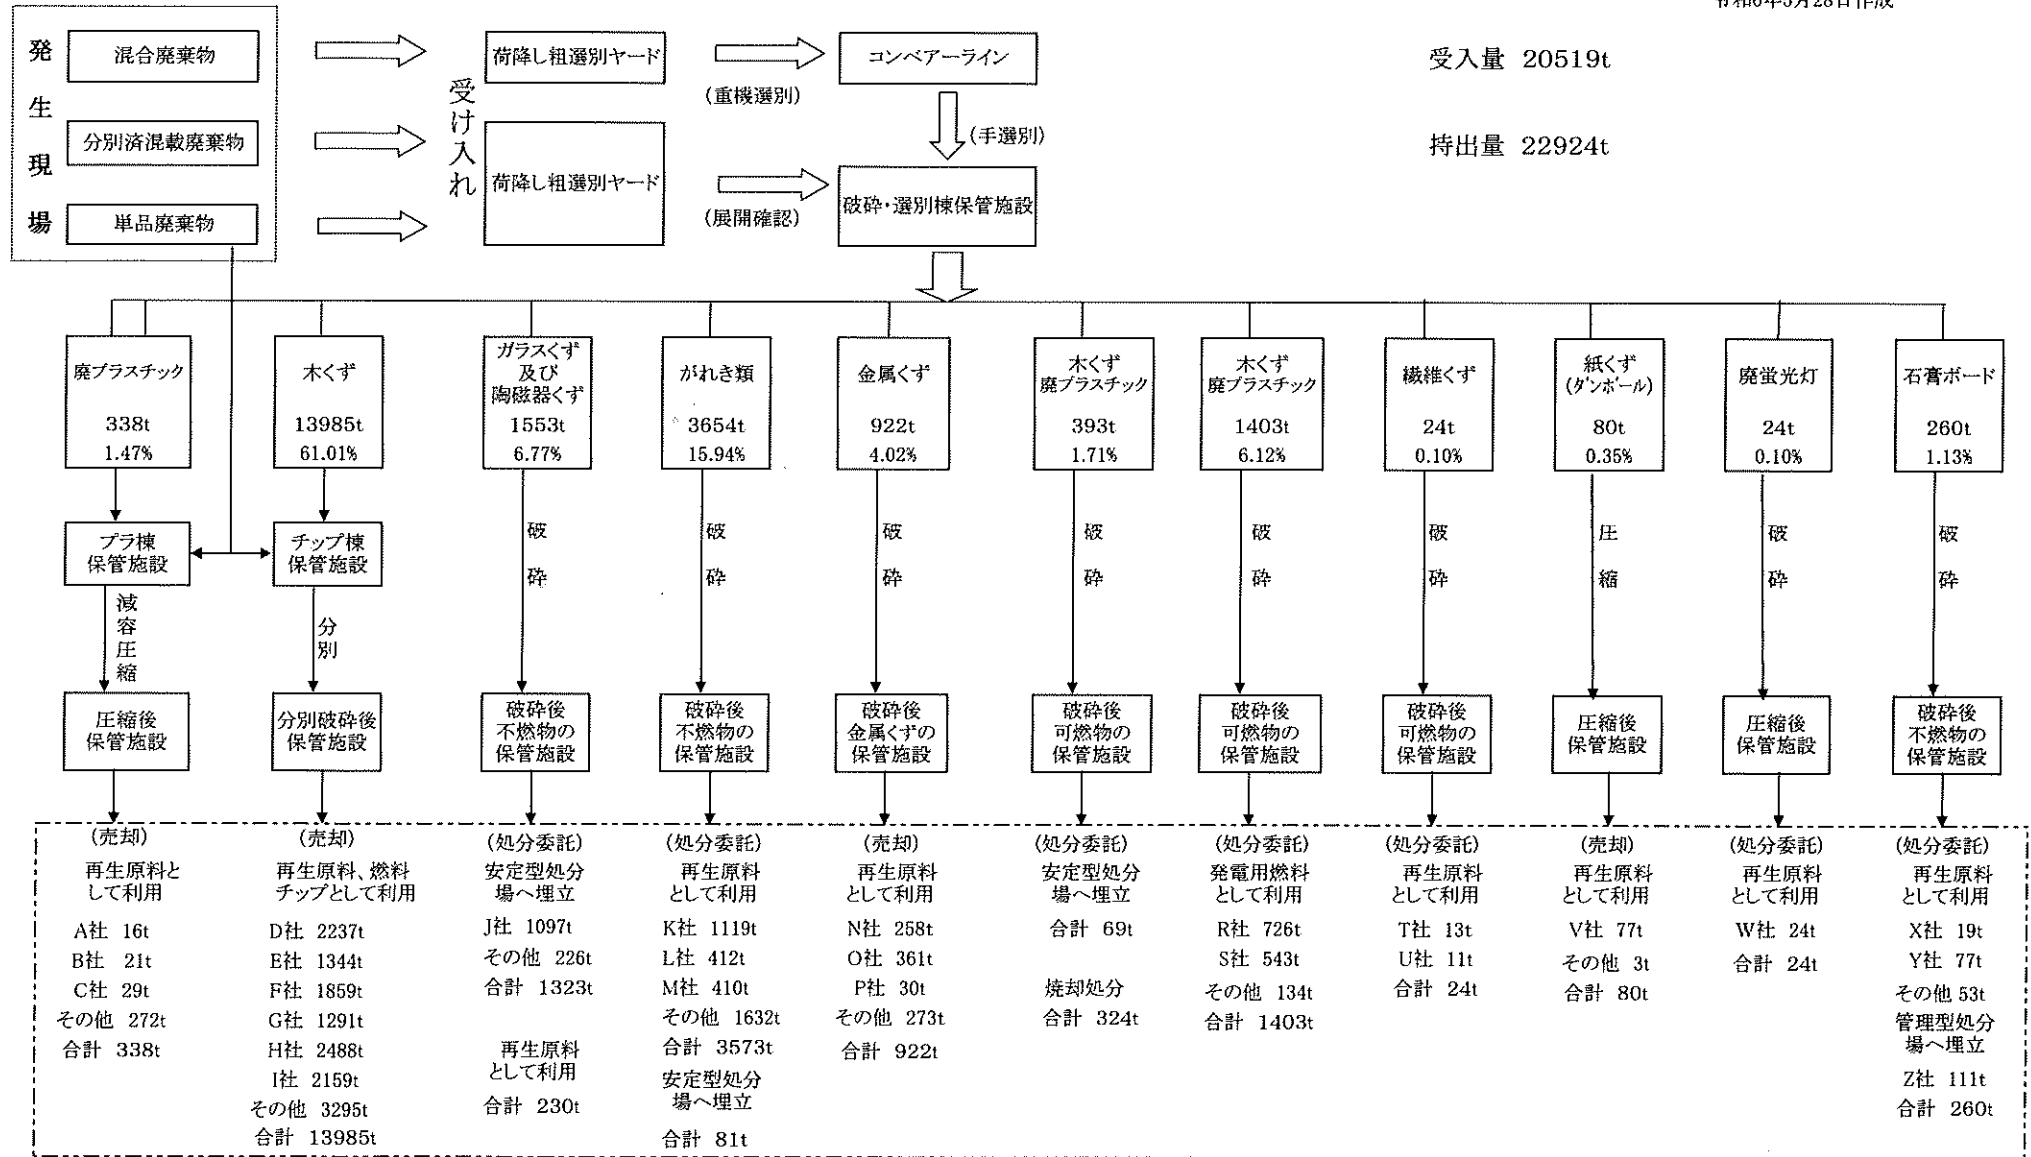 発生現場
混合廃棄物
分別済混載廃棄物
単品廃棄物
受け入れ
荷降し粗選別ヤード
(重機選別)
コンベアーライン
(手選別)
荷降し粗選別ヤード
(展開確認)
破砕・選別棟保管施設
受入量 20519t
持出量 22924t
廃プラスチック
338t
1.47%
木くず
13985t
61.01%
ガラスくず
及び
陶磁器くず
1553t
6.77%
がれき類
3654t
15.94%
金属くず
922t
4.02%
木くず
廃プラスチック
393t
1.71%
木くず
廃プラスチック
1403t
6.12%
繊維くず
24t
0.10%
紙くず
(ダンボール)
80t
0.35%
廃蛍光灯
24t
0.10%
石膏ボード
260t
1.13%
プラ棟
保管施設
チップ棟
保管施設
減容圧縮
分別
破砕
破砕
破砕
破砕
破砕
破砕
圧縮
破砕
破砕
圧縮後
保管施設
分別破砕後
保管施設
破砕後
不燃物の
保管施設
破砕後
不燃物の
保管施設
破砕後
金属くずの
保管施設
破砕後
可燃物の
保管施設
破砕後
可燃物の
保管施設
破砕後
可燃物の
保管施設
圧縮後
保管施設
圧縮後
保管施設
破砕後
不燃物の
保管施設
(売却)
再生原料と
して利用
A社 16t
B社 21t
C社 29t
その他 272t
合計 338t
(売却)
再生原料、燃料
チップとして利用
D社 2237t
E社 1344t
F社 1859t
G社 1291t
H社 2488t
I社 2159t
その他 3295t
合計 13985t
(処分委託)
安定型処分
場へ埋立
J社 1097t
その他 226t
合計 1323t
再生原料
として利用
合計 230t
(処分委託)
再生原料
として利用
K社 1119t
L社 412t
M社 410t
その他 1632t
合計 3573t
安定型処分
場へ埋立
合計 81t
(売却)
再生原料
として利用
N社 258t
O社 361t
P社 30t
その他 273t
合計 922t
(処分委託)
安定型処分
場へ埋立
合計 69t
焼却処分
合計 324t
(処分委託)
発電用燃料
として利用
R社 726t
S社 543t
その他 134t
合計 1403t
(処分委託)
再生原料
として利用
T社 13t
U社 11t
合計 24t
(売却)
再生原料
として利用
V社 77t
その他 3t
合計 80t
(処分委託)
再生原料
として利用
W社 24t
合計 24t
(処分委託)
再生原料
として利用
X社 19t
Y社 77t
その他 53t
管理型処分
場へ埋立
Z社 111t
合計 260t